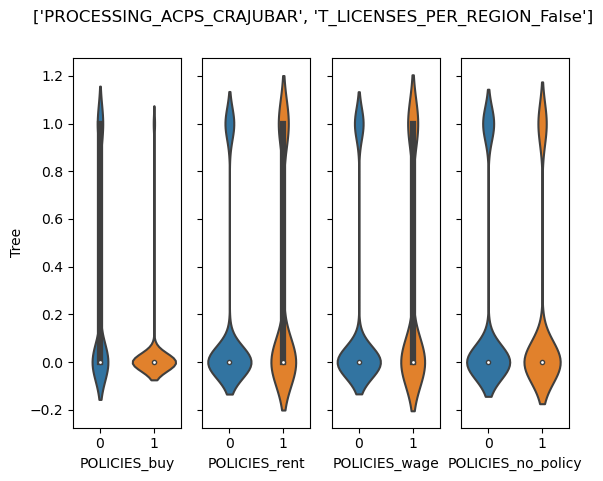 ['PROCESSING_ACPS_CRAJUBAR', 'T_LICENSES_PER_REGION_False']
Tree
1.2
1.0
0.8
0.6
0.4
0.2
0.0
−0.2
0 1 0 1 0 1 0 1
POLICIES_buy POLICIES_rent POLICIES_wage POLICIES_no_policy